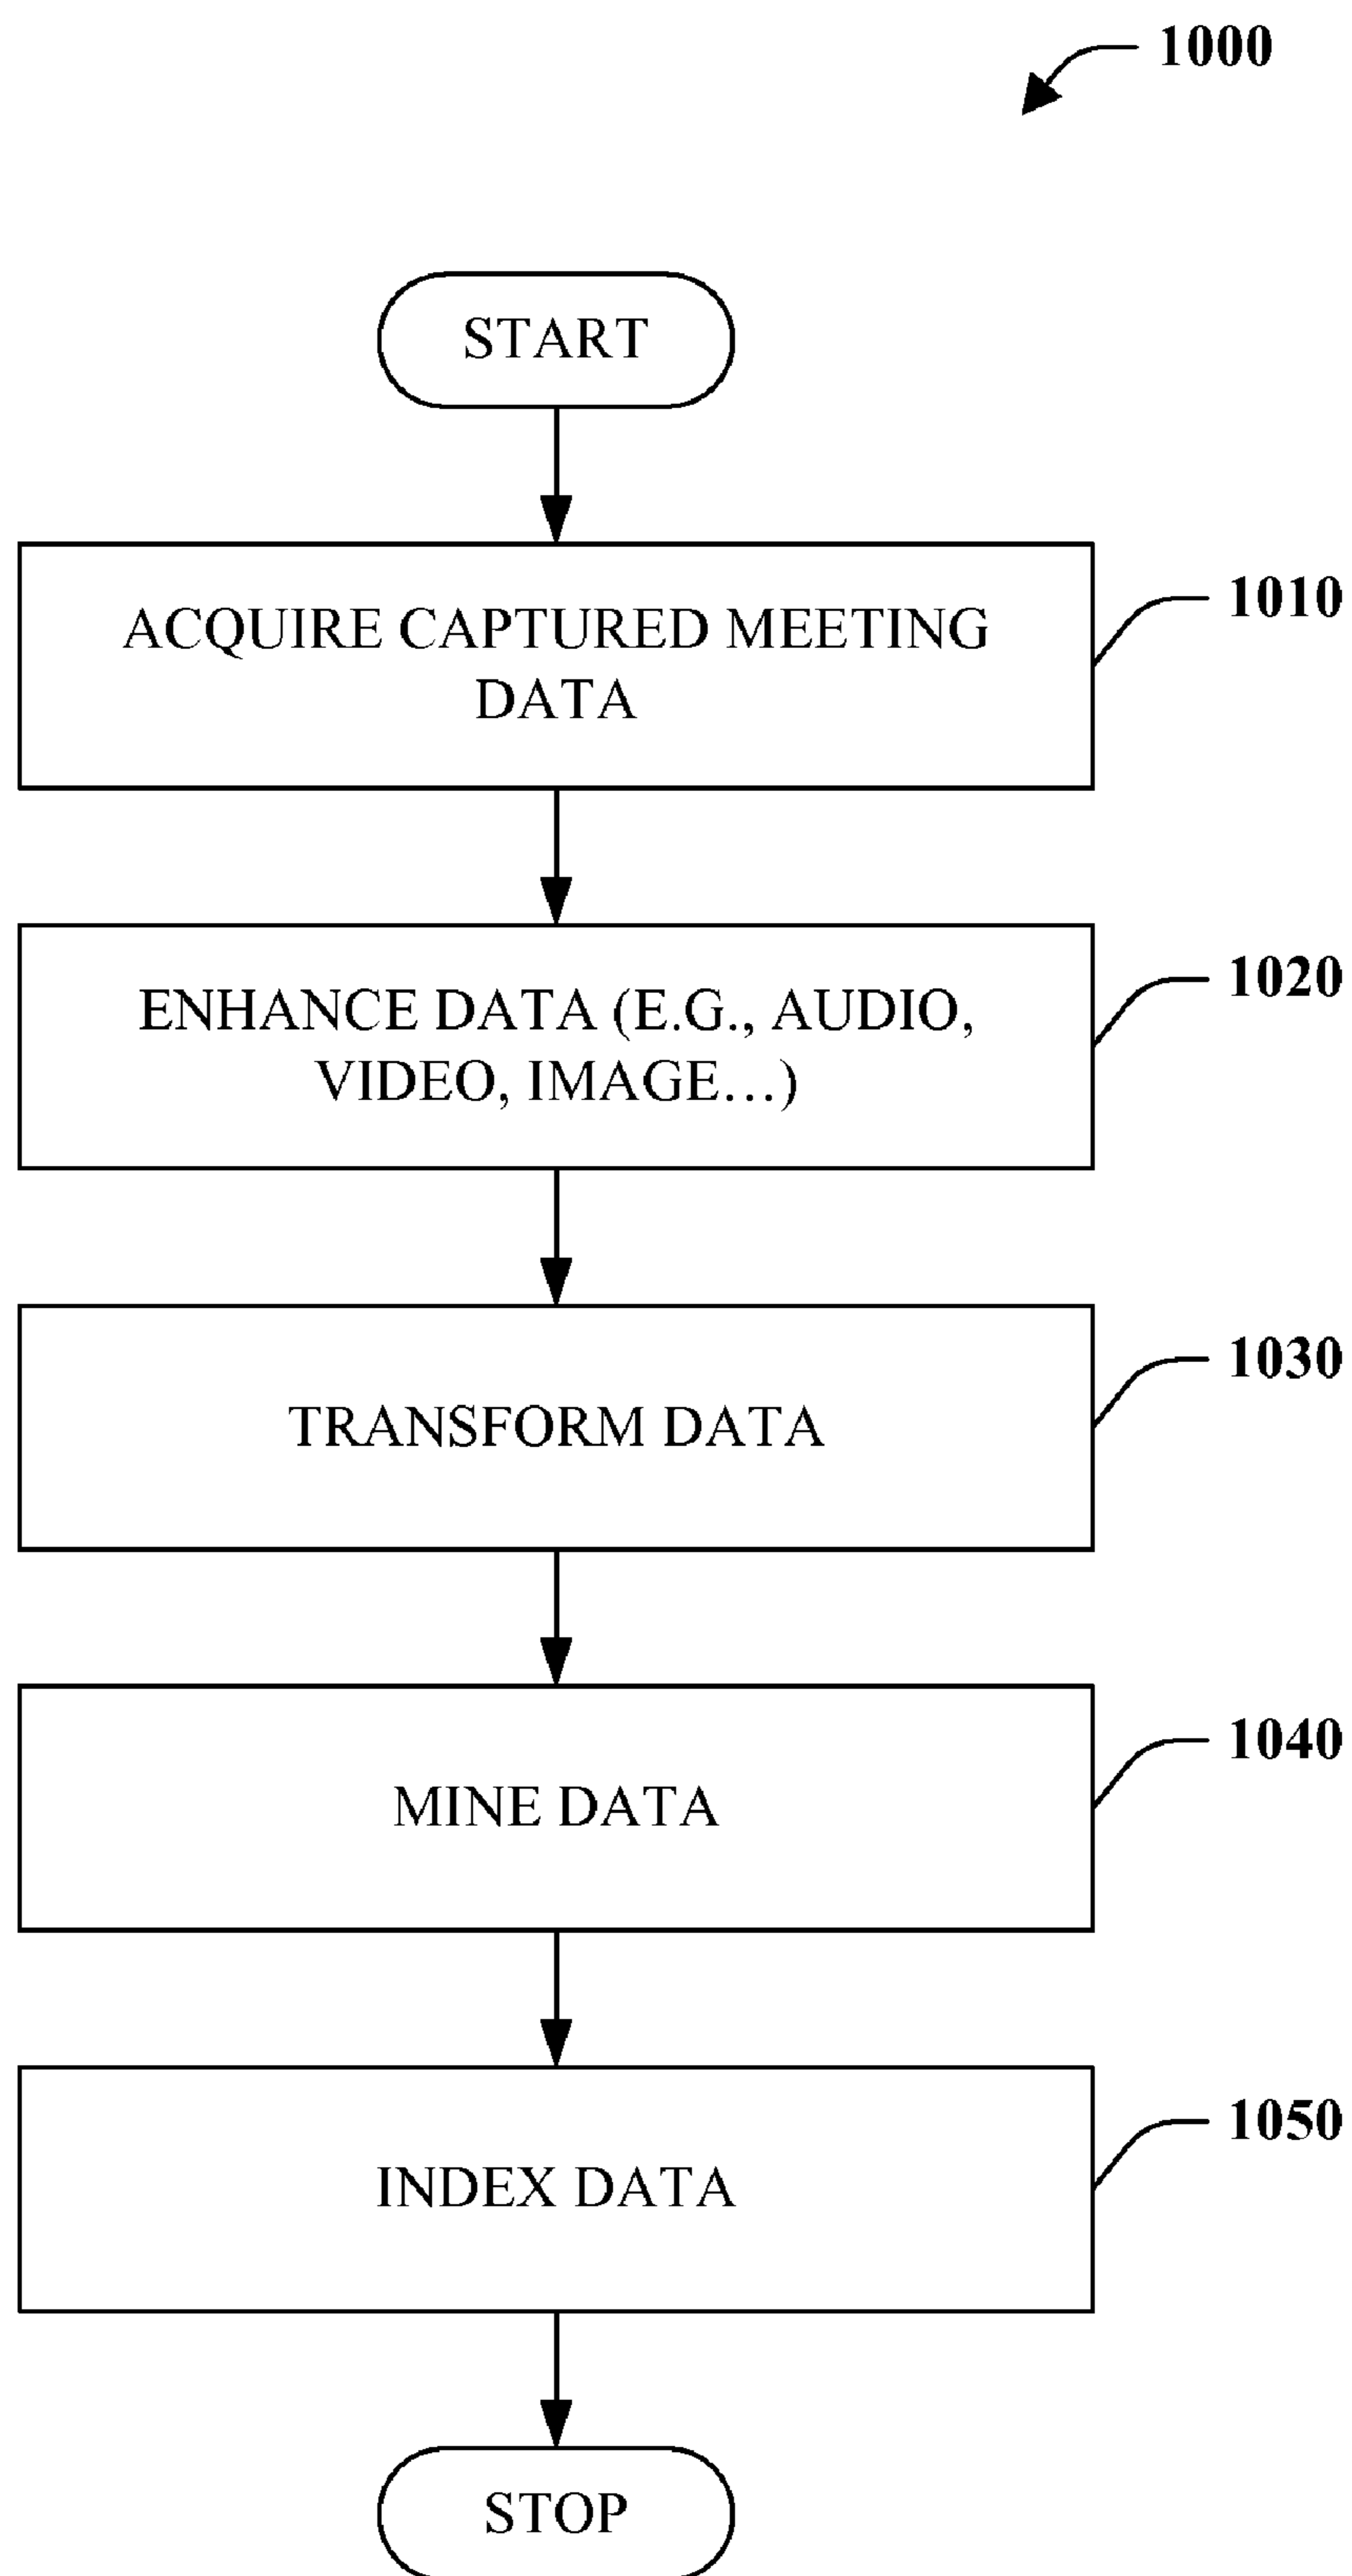 1000
START
ACQUIRE CAPTURED MEETING
DATA
1010
ENHANCE DATA (E.G., AUDIO,
VIDEO, IMAGE…)
1020
TRANSFORM DATA
1030
MINE DATA
1040
INDEX DATA
1050
STOP